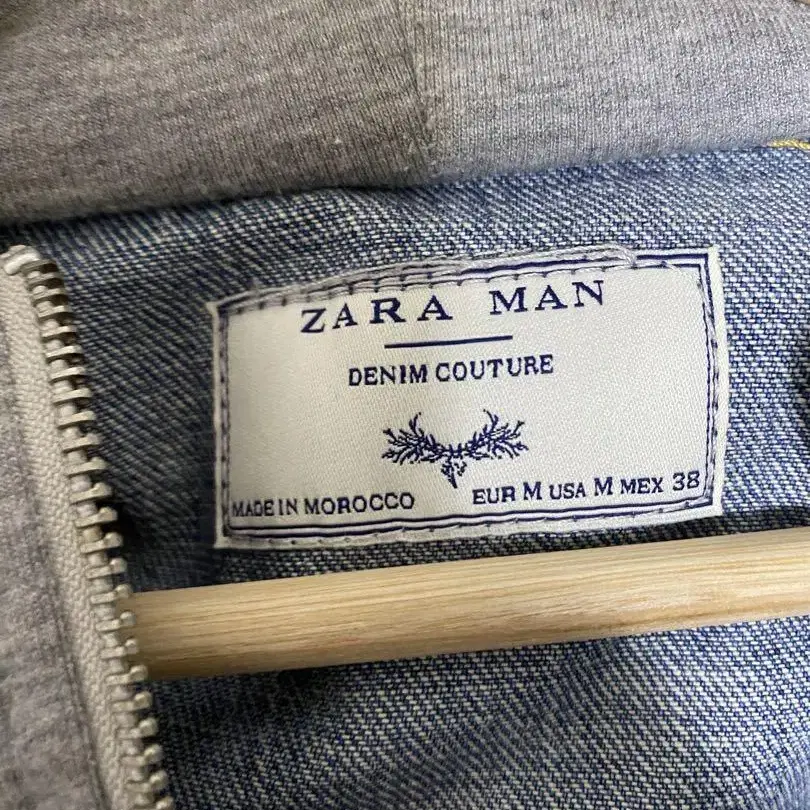 ZARA MAN
DENIM COUTURE
MADE IN MOROCCO EUR M USA M MEX 38